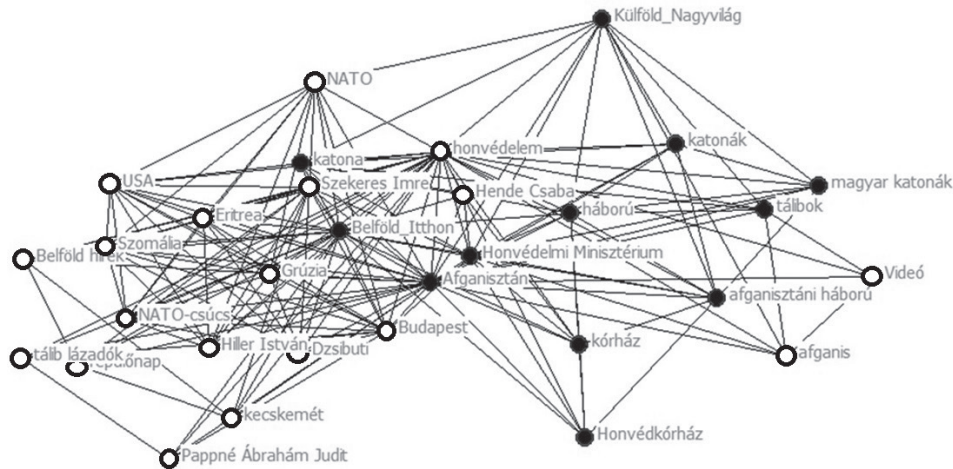 Külföld_Nagyvilág
NATO
katonák
honvédelem
katona
USA
Szekeres Imre
magyar katonák
Hende Csaba
tálibok
háború
Eritrea
Belföld_Itthon
Szomália
Honvédelmi Minisztérium
Belföld hírek
Grúzia
Videó
Afganisztán
afganisztáni háború
NATO-csúcs
Budapest
Hiller István
kórház
Dzsibuti
afganis
tálib lázadók
repülőnap
kecskemét
Honvédkórház
Pappné Ábrahám Judit